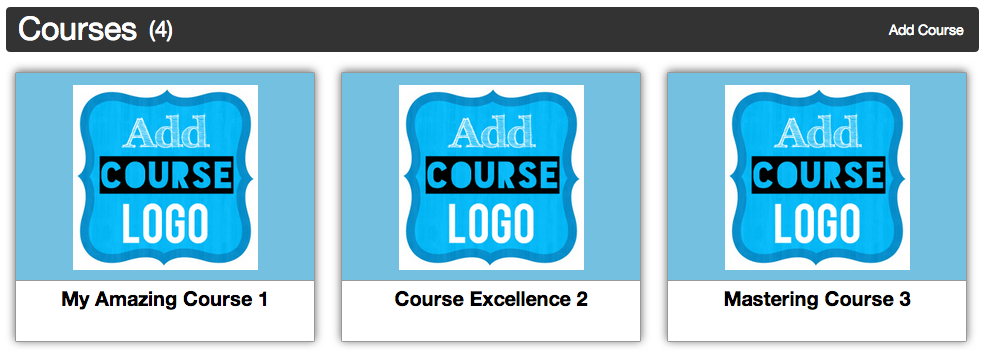 Courses (4) Add Course
Add
COURSE
LOGO
My Amazing Course 1
Add
COURSE
LOGO
Course Excellence 2
Add
COURSE
LOGO
Mastering Course 3